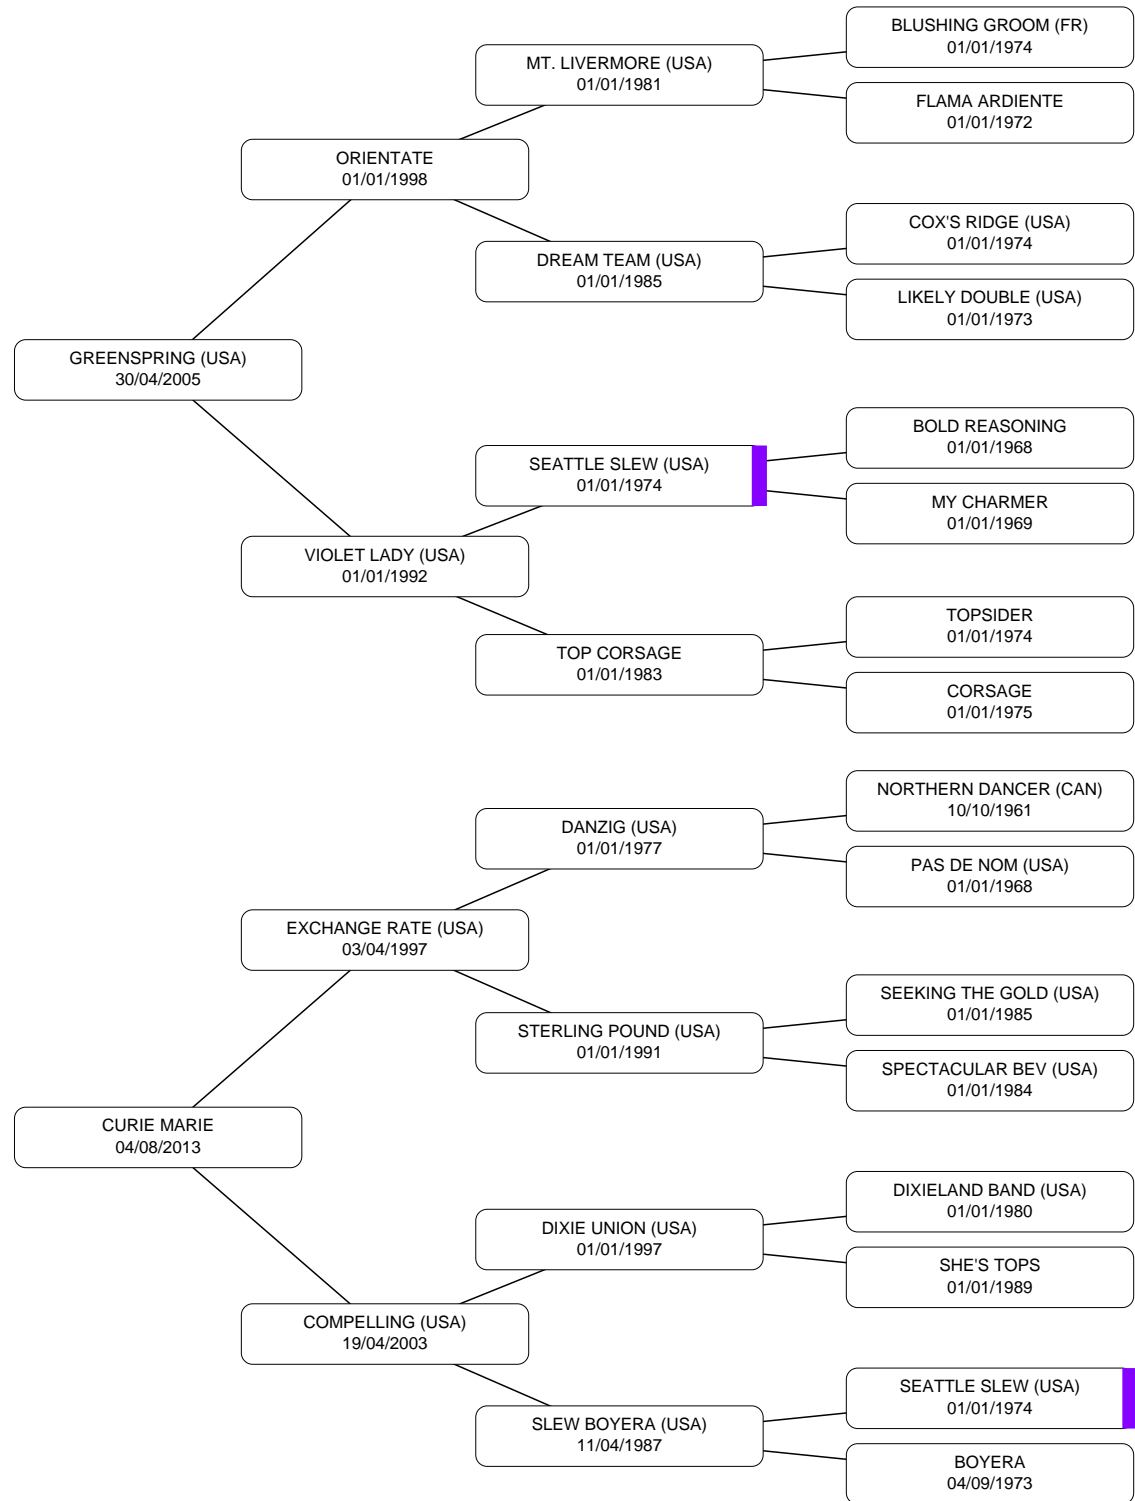 BLUSHING GROOM (FR)
01/01/1974
MT. LIVERMORE (USA)
01/01/1981
FLAMA ARDIENTE
01/01/1972
ORIENTATE
01/01/1998
COX'S RIDGE (USA)
01/01/1974
DREAM TEAM (USA)
01/01/1985
LIKELY DOUBLE (USA)
01/01/1973
GREENSPRING (USA)
30/04/2005
BOLD REASONING
01/01/1968
SEATTLE SLEW (USA)
01/01/1974
MY CHARMER
01/01/1969
VIOLET LADY (USA)
01/01/1992
TOPSIDER
01/01/1974
TOP CORSAGE
01/01/1983
CORSAGE
01/01/1975
NORTHERN DANCER (CAN)
10/10/1961
DANZIG (USA)
01/01/1977
PAS DE NOM (USA)
01/01/1968
EXCHANGE RATE (USA)
03/04/1997
SEEKING THE GOLD (USA)
01/01/1985
STERLING POUND (USA)
01/01/1991
SPECTACULAR BEV (USA)
01/01/1984
CURIE MARIE
04/08/2013
DIXIELAND BAND (USA)
01/01/1980
DIXIE UNION (USA)
01/01/1997
SHE'S TOPS
01/01/1989
COMPELLING (USA)
19/04/2003
SEATTLE SLEW (USA)
01/01/1974
SLEW BOYERA (USA)
11/04/1987
BOYERA
04/09/1973